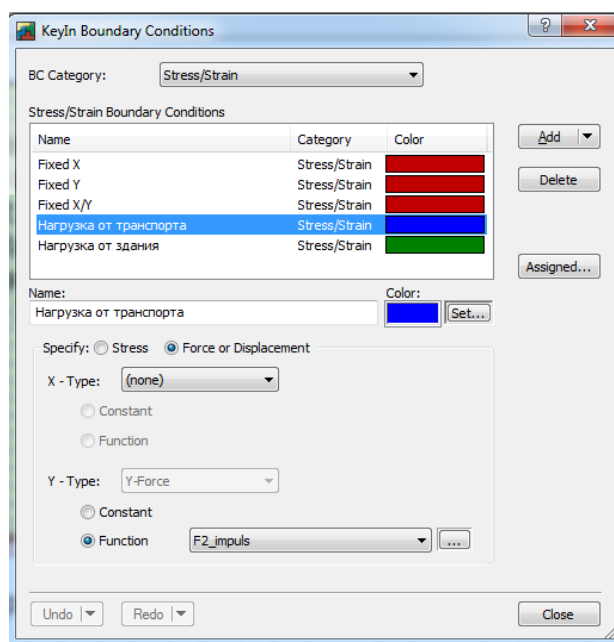 KeyIn Boundary Conditions
BC Category: Stress/Strain
Stress/Strain Boundary Conditions
Name Category Color
Fixed X Stress/Strain
Fixed Y Stress/Strain
Fixed X/Y Stress/Strain
Нагрузка от транспорта Stress/Strain
Нагрузка от здания Stress/Strain
Add
Delete
Assigned...
Name: Color:
Нагрузка от транспорта Set...
Specify: Stress Force or Displacement
X - Type: (none)
Constant
Function
Y - Type: Y-Force
Constant
Function F2_impuls ...
Undo Redo Close